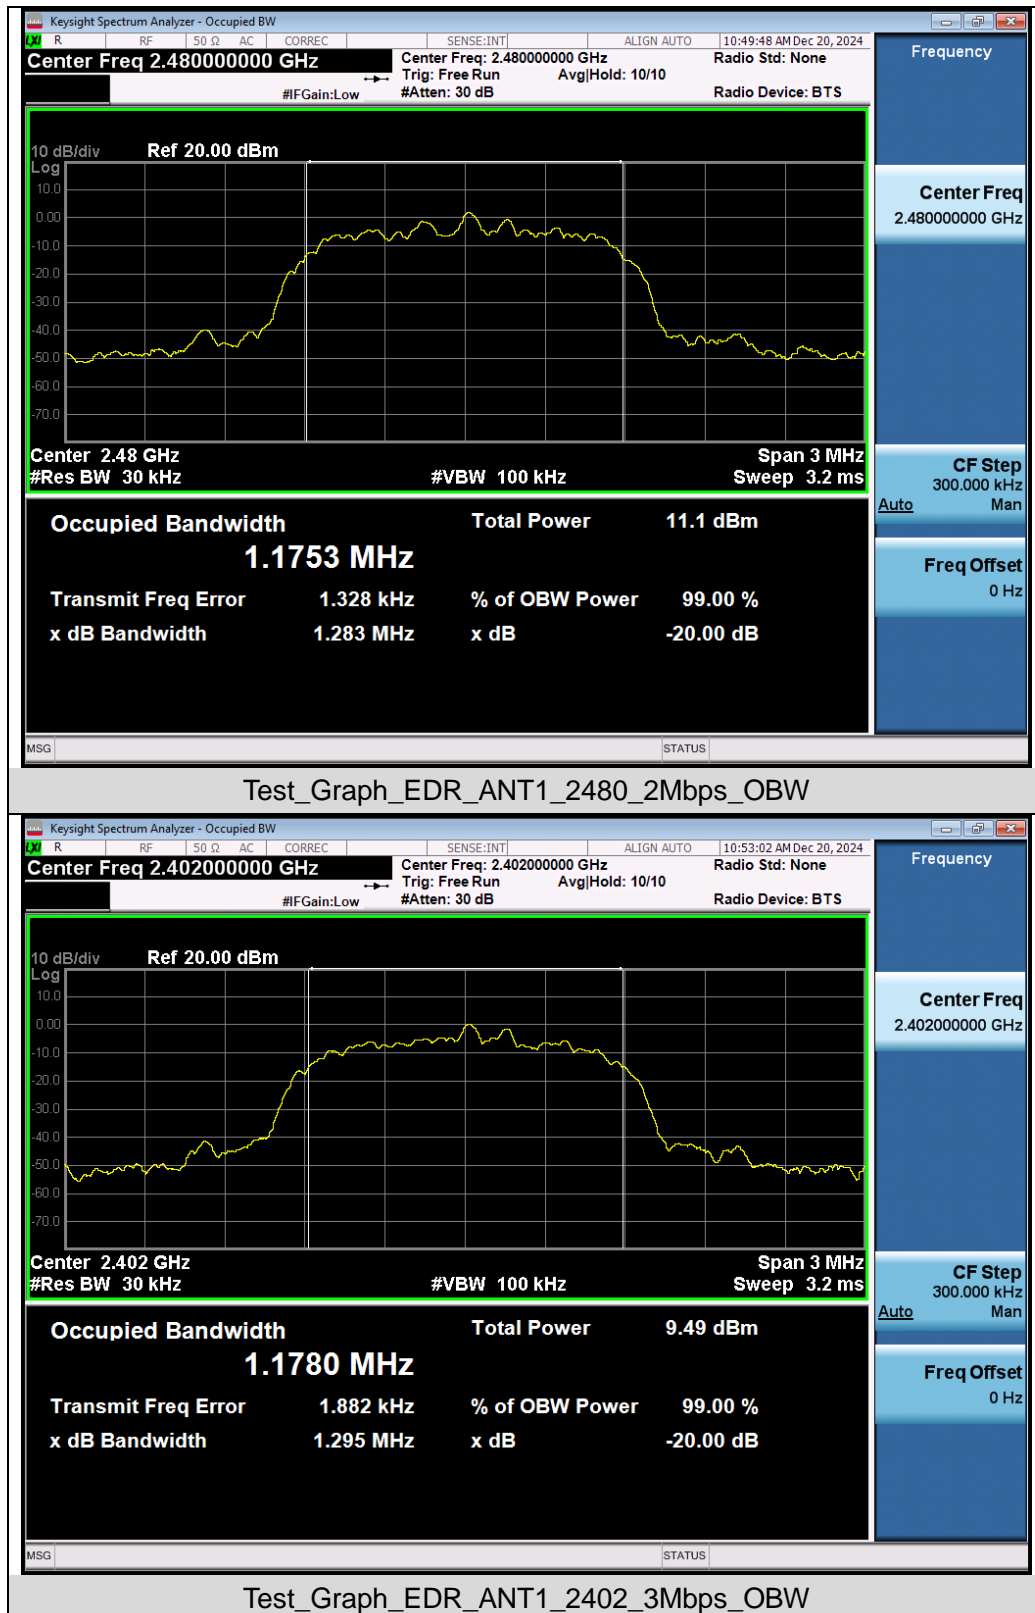 Keysight Spectrum Analyzer - Occupied BW
LXI R RF 50 Ω AC CORREC SENSE:INT ALIGN AUTO 10:49:48 AM Dec 20, 2024
Center Freq 2.480000000 GHz
Center Freq: 2.480000000 GHz
Radio Std: None
Trig: Free Run Avg|Hold: 10/10
#IFGain:Low
#Atten: 30 dB
Radio Device: BTS
Frequency
10 dB/div Ref 20.00 dBm
Log
10.0
0.00
-10.0
-20.0
-30.0
-40.0
-50.0
-60.0
-70.0
Center Freq
2.480000000 GHz
Center 2.48 GHz Span 3 MHz
#Res BW 30 kHz #VBW 100 kHz Sweep 3.2 ms
CF Step
300.000 kHz
Auto Man
Occupied Bandwidth Total Power 11.1 dBm
1.1753 MHz
Transmit Freq Error 1.328 kHz % of OBW Power 99.00 %
x dB Bandwidth 1.283 MHz x dB -20.00 dB
Freq Offset
0 Hz
MSG STATUS
Test_Graph_EDR_ANT1_2480_2Mbps_OBW
Keysight Spectrum Analyzer - Occupied BW
LXI R RF 50 Ω AC CORREC SENSE:INT ALIGN AUTO 10:53:02 AM Dec 20, 2024
Center Freq 2.402000000 GHz
Center Freq: 2.402000000 GHz
Radio Std: None
Trig: Free Run Avg|Hold: 10/10
#IFGain:Low
#Atten: 30 dB
Radio Device: BTS
Frequency
10 dB/div Ref 20.00 dBm
Log
10.0
0.00
-10.0
-20.0
-30.0
-40.0
-50.0
-60.0
-70.0
Center Freq
2.402000000 GHz
Center 2.402 GHz Span 3 MHz
#Res BW 30 kHz #VBW 100 kHz Sweep 3.2 ms
CF Step
300.000 kHz
Auto Man
Occupied Bandwidth Total Power 9.49 dBm
1.1780 MHz
Transmit Freq Error 1.882 kHz % of OBW Power 99.00 %
x dB Bandwidth 1.295 MHz x dB -20.00 dB
Freq Offset
0 Hz
MSG STATUS
Test_Graph_EDR_ANT1_2402_3Mbps_OBW